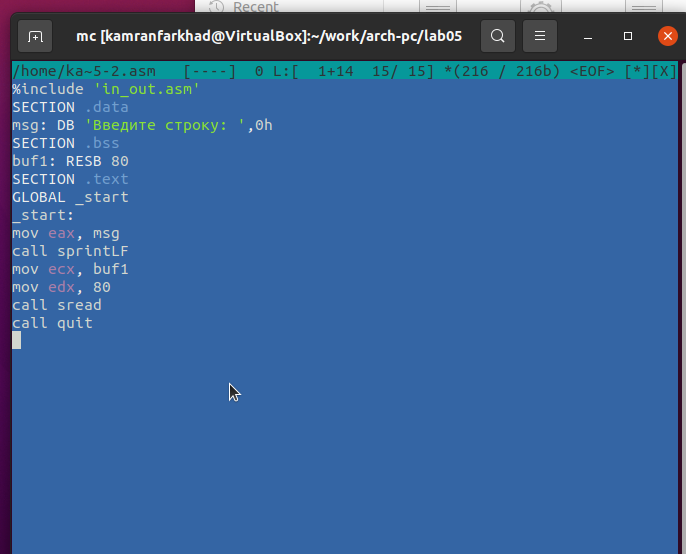 Recent
mc [kamranfarkhad@VirtualBox]:~/work/arch-pc/lab05
/home/ka~5-2.asm   [----]  0 L:[  1+14  15/ 15] *(216 / 216b) <EOF> [*][X]
%include 'in_out.asm'
SECTION .data
msg: DB 'Введите строку: ',0h
SECTION .bss
buf1: RESB 80
SECTION .text
GLOBAL _start
_start:
mov eax, msg
call sprintLF
mov ecx, buf1
mov edx, 80
call sread
call quit